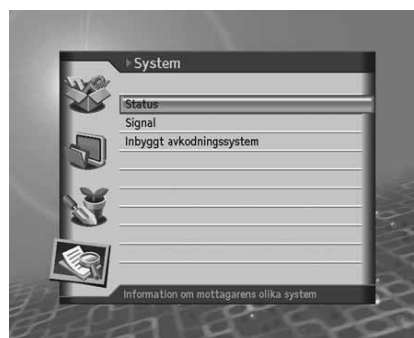 System
Status
Signal
Inbyggt avkodningssystem
Information om mottagarens olika system